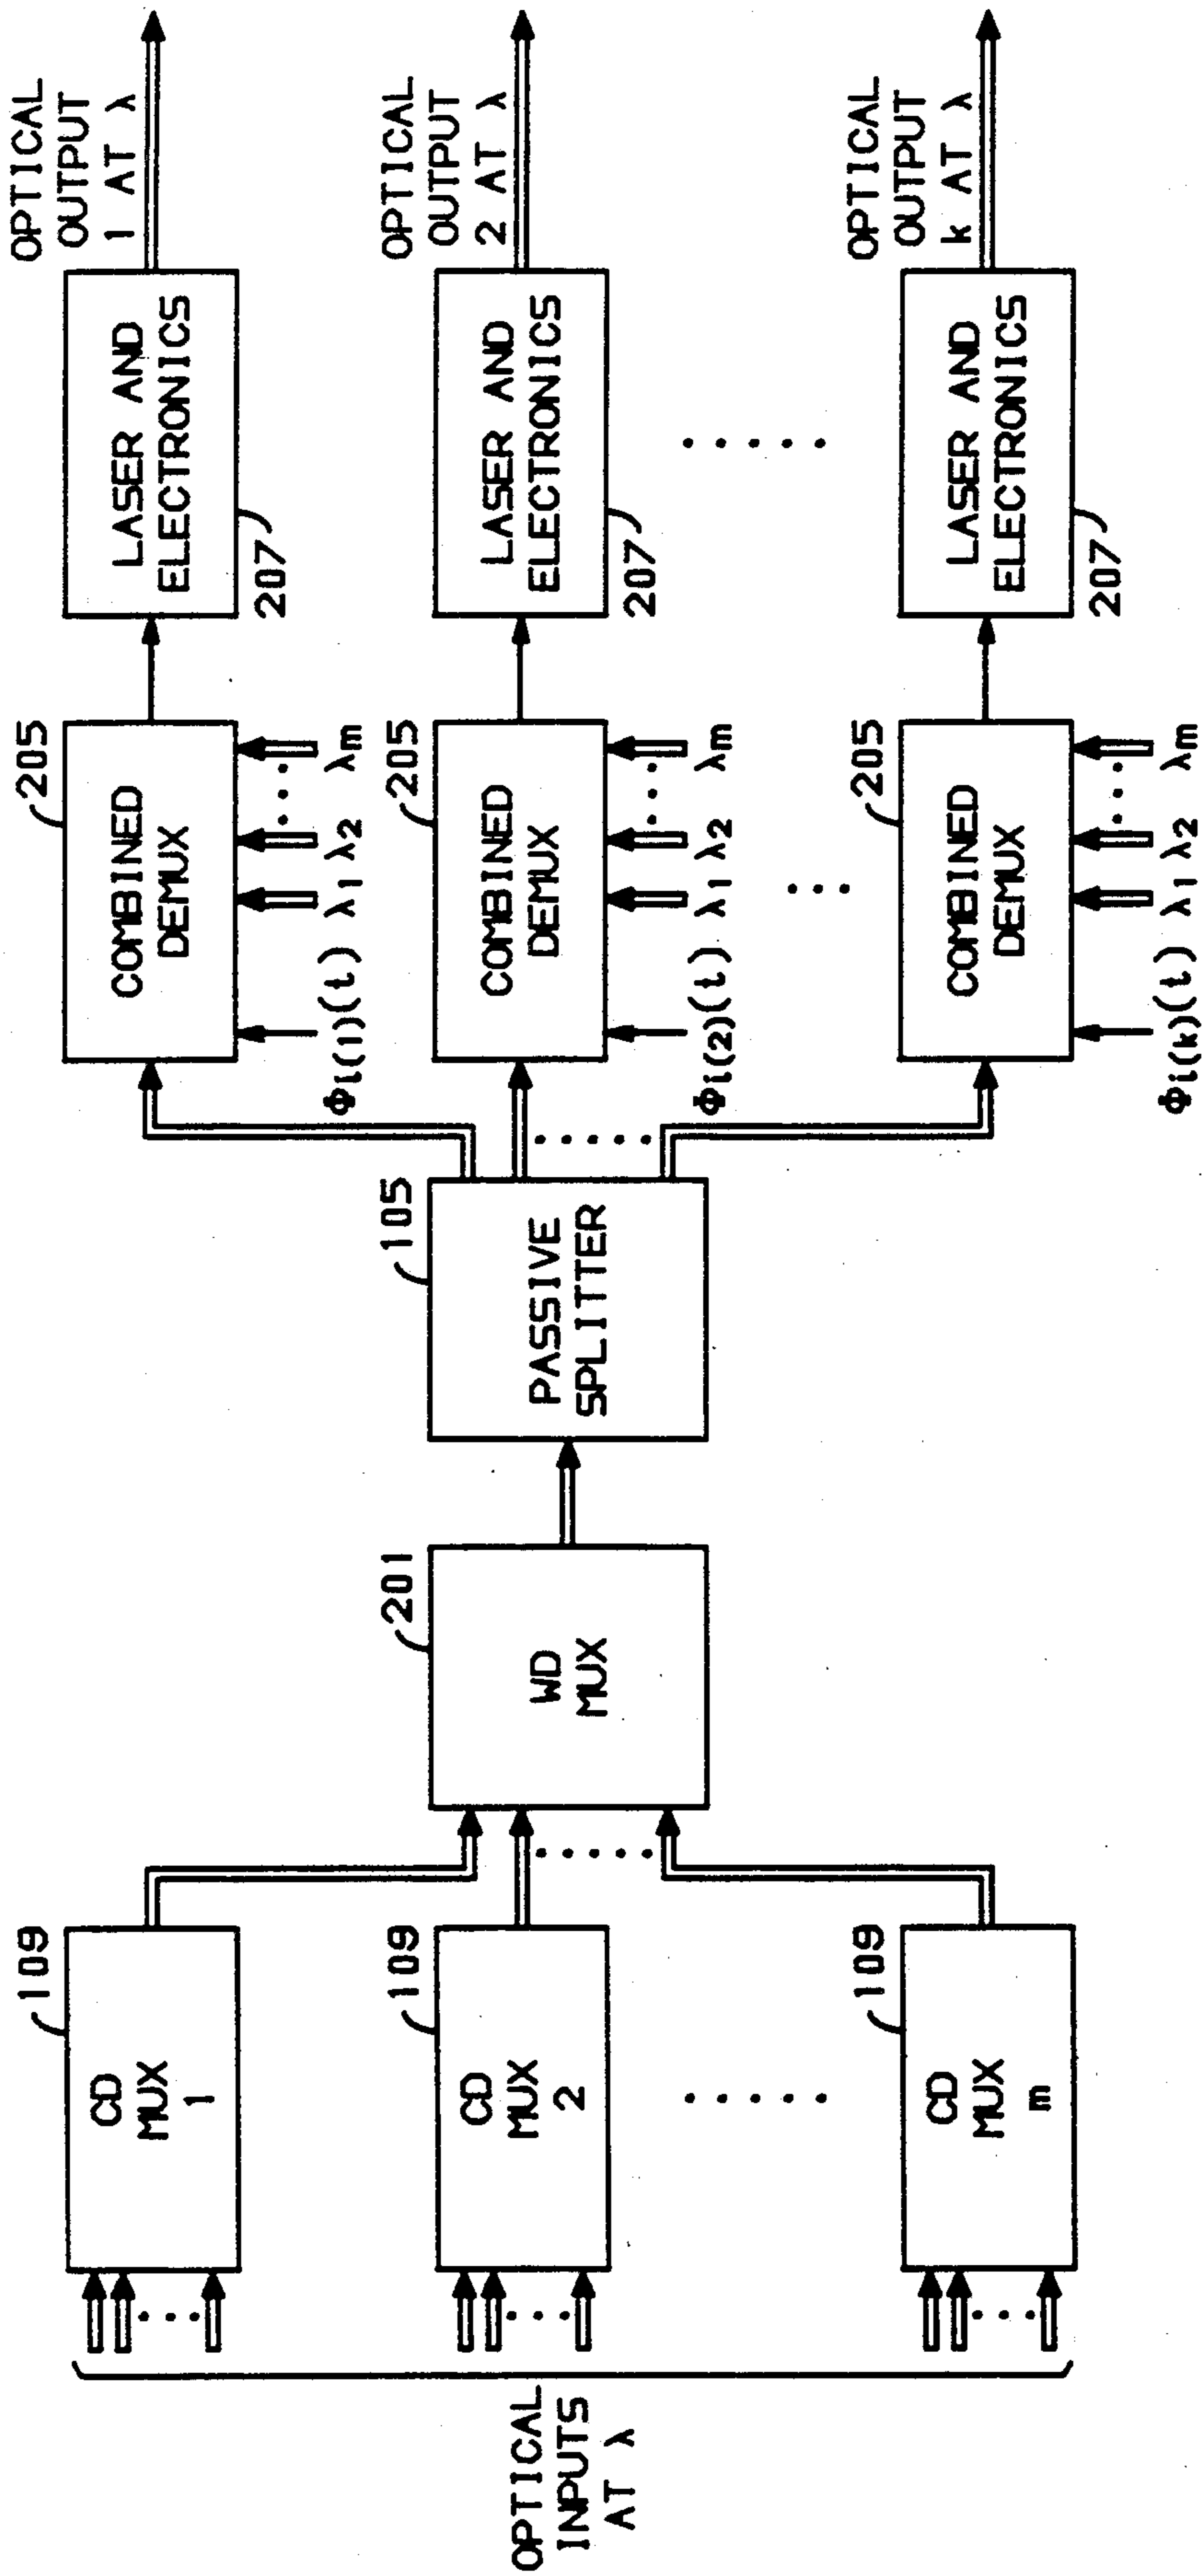 OPTICAL
INPUTS
AT λ
109
CD
MUX
1
109
CD
MUX
2
109
CD
MUX
m
201
WD
MUX
105
PASSIVE
SPLITTER
205
COMBINED
DEMUX
Φi(1)(t) λ1 λ2 λm
205
COMBINED
DEMUX
Φi(2)(t) λ1 λ2 λm
205
COMBINED
DEMUX
Φi(k)(t) λ1 λ2 λm
LASER AND
ELECTRONICS
207
LASER AND
ELECTRONICS
207
LASER AND
ELECTRONICS
207
OPTICAL
OUTPUT
1 AT λ
OPTICAL
OUTPUT
2 AT λ
OPTICAL
OUTPUT
k AT λ